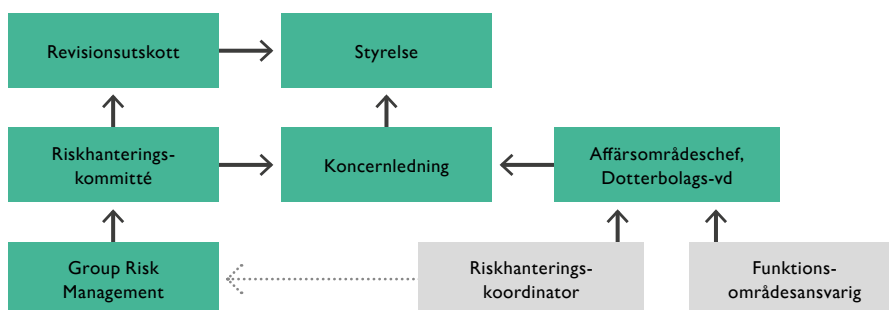 Revisionsutskott
Styrelse
Riskhanterings-
kommitté
Koncernledning
Affärsområdeschef,
Dotterbolags-vd
Group Risk
Management
Riskhanterings-
koordinator
Funktions-
områdesansvarig